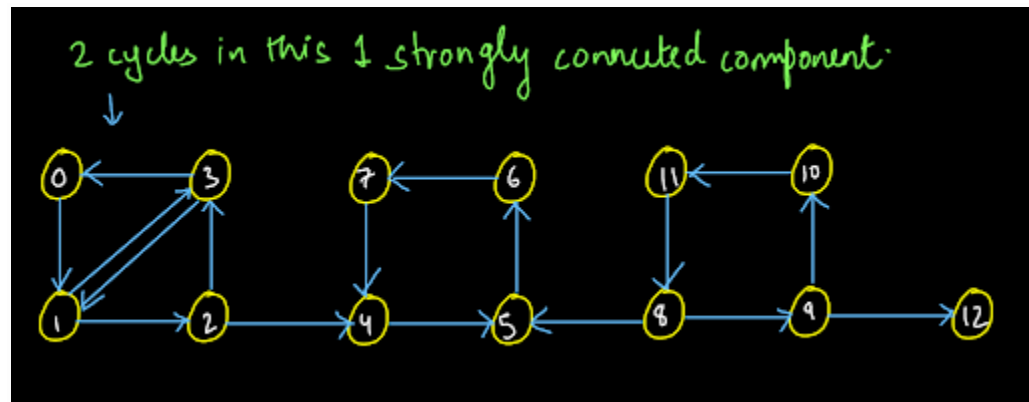 2 cycles in this 1 strongly connected component.
0 3 7 6 11 10
1 2 4 5 8 9 12